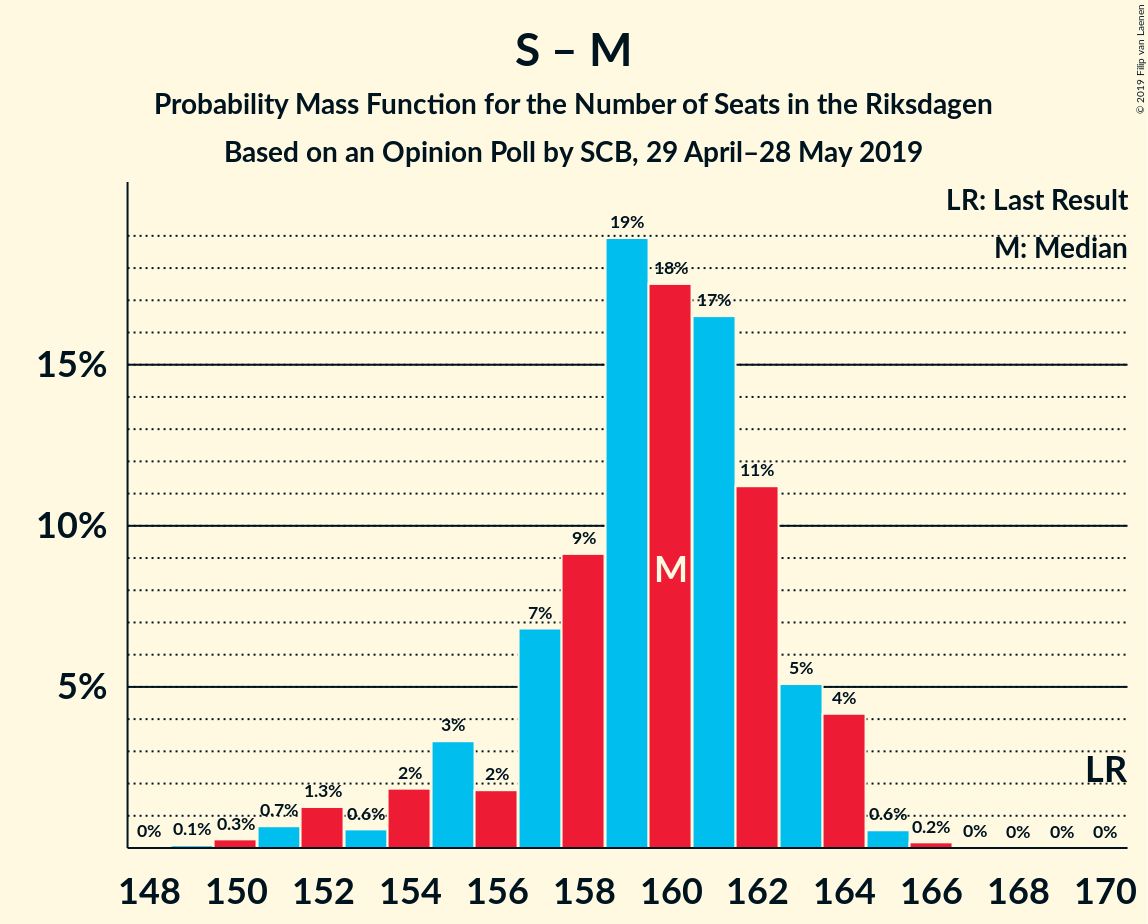 S – M
Probability Mass Function for the Number of Seats in the Riksdagen
Based on an Opinion Poll by SCB, 29 April–28 May 2019
© 2019 Filip van Laenen
LR: Last Result
M: Median
15%
10%
5%
0%
0.1%
0.3%
0.7%
1.3%
0.6%
2%
3%
2%
7%
9%
19%
18%
17%
11%
5%
4%
0.6%
0.2%
0%
0%
0%
0%
M
LR
148 150 152 154 156 158 160 162 164 166 168 170